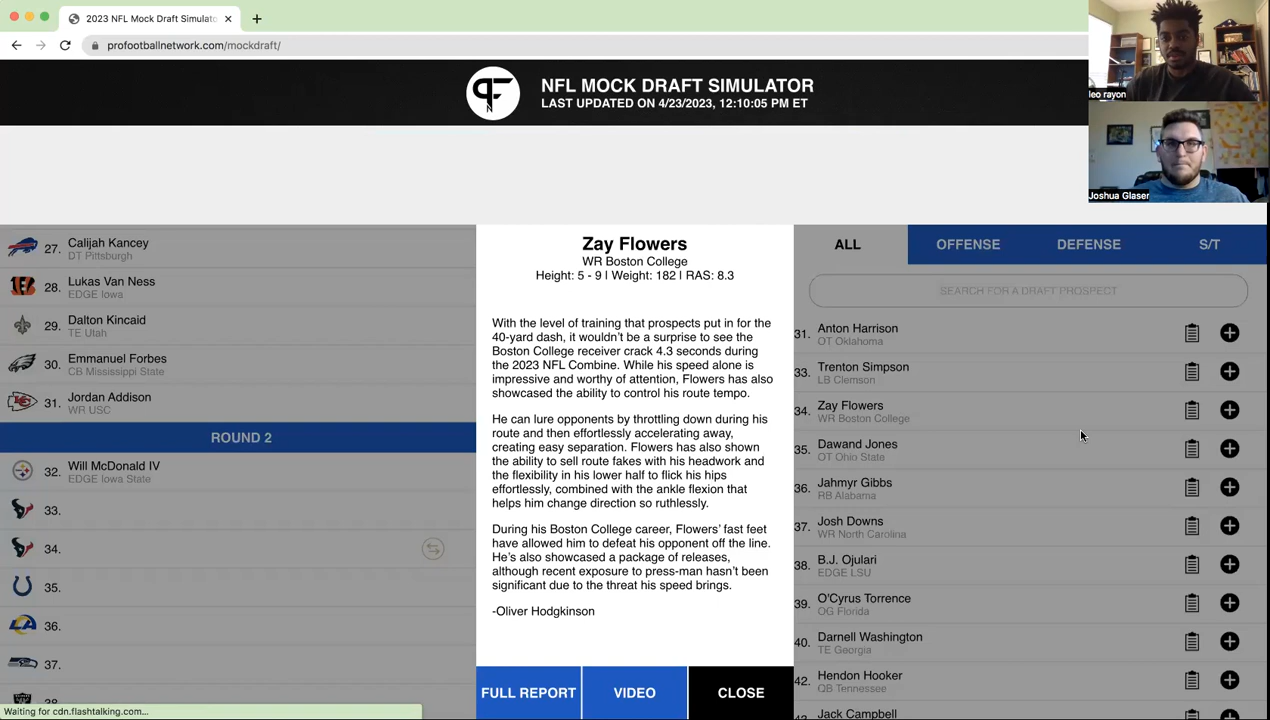 2023 NFL Mock Draft Simulato
profootballnetwork.com/mockdraft/
PF
N
NFL MOCK DRAFT SIMULATOR
LAST UPDATED ON 4/23/2023, 12:10:05 PM ET
leo rayon
Joshua Glaser
27. Calijah Kancey
DT Pittsburgh
28. Lukas Van Ness
EDGE Iowa
29. Dalton Kincaid
TE Utah
30. Emmanuel Forbes
CB Mississippi State
31. Jordan Addison
WR USC
ROUND 2
32. Will McDonald IV
EDGE Iowa State
33.
34.
35.
36.
37.
Waiting for cdn.flashtalking.com...
Zay Flowers
WR Boston College
Height: 5 - 9 | Weight: 182 | RAS: 8.3
With the level of training that prospects put in for the
40-yard dash, it wouldn't be a surprise to see the
Boston College receiver crack 4.3 seconds during
the 2023 NFL Combine. While his speed alone is
impressive and worthy of attention, Flowers has also
showcased the ability to control his route tempo.
He can lure opponents by throttling down during his
route and then effortlessly accelerating away,
creating easy separation. Flowers has also shown
the ability to sell route fakes with his headwork and
the flexibility in his lower half to flick his hips
effortlessly, combined with the ankle flexion that
helps him change direction so ruthlessly.
During his Boston College career, Flowers' fast feet
have allowed him to defeat his opponent off the line.
He's also showcased a package of releases,
although recent exposure to press-man hasn't been
significant due to the threat his speed brings.
-Oliver Hodgkinson
FULL REPORT VIDEO CLOSE
ALL OFFENSE DEFENSE S/T
SEARCH FOR A DRAFT PROSPECT
31. Anton Harrison
OT Oklahoma
33. Trenton Simpson
LB Clemson
34. Zay Flowers
WR Boston College
35. Dawand Jones
OT Ohio State
36. Jahmyr Gibbs
RB Alabama
37. Josh Downs
WR North Carolina
38. B.J. Ojulari
EDGE LSU
39. O'Cyrus Torrence
OG Florida
40. Darnell Washington
TE Georgia
42. Hendon Hooker
QB Tennessee
Jack Campbell